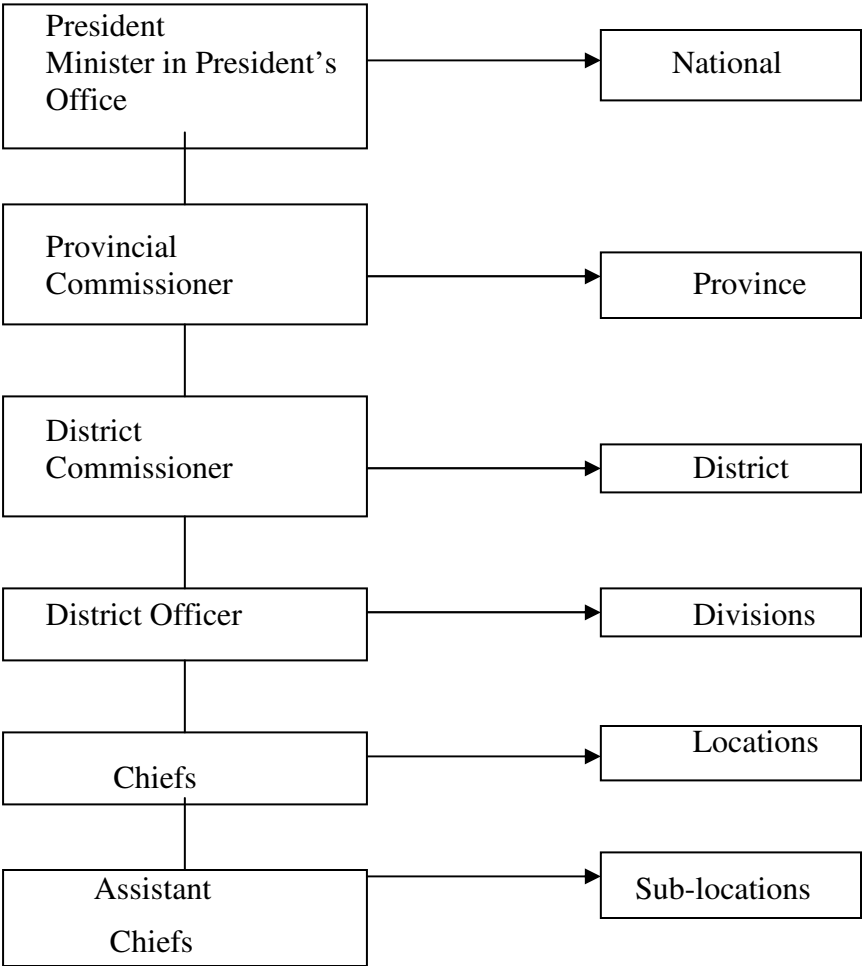 President
Minister in President's
Office
National
Provincial
Commissioner
Province
District
Commissioner
District
District Officer
Divisions
Chiefs
Locations
Assistant
Chiefs
Sub-locations